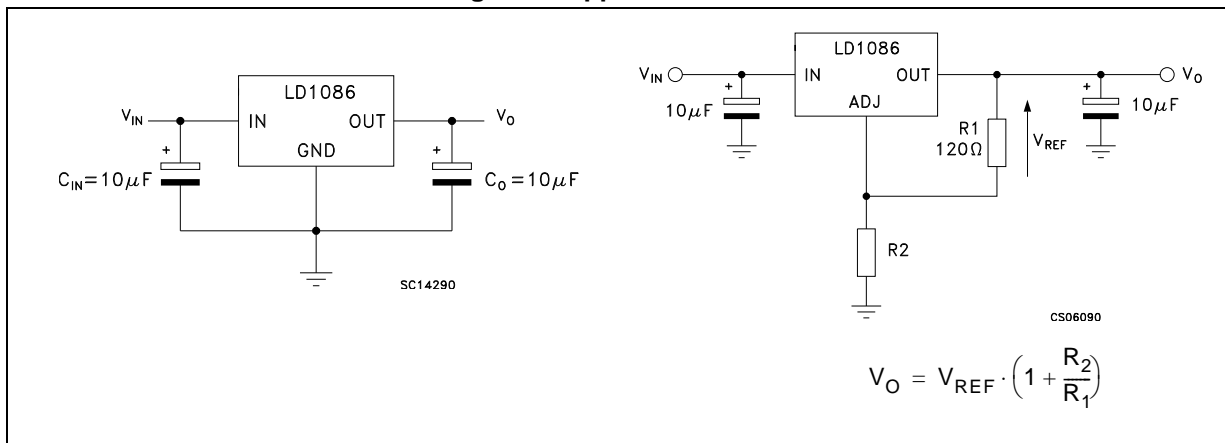 LD1086
V_IN
IN
OUT
V_O
GND
+
+
C_IN=10μF
C_O=10μF
SC14290
LD1086
V_IN
IN
OUT
V_O
ADJ
+
+
10μF
R1
120Ω
V_REF
10μF
R2
CS06090
V_O = V_REF · (1 + R_2/R_1)